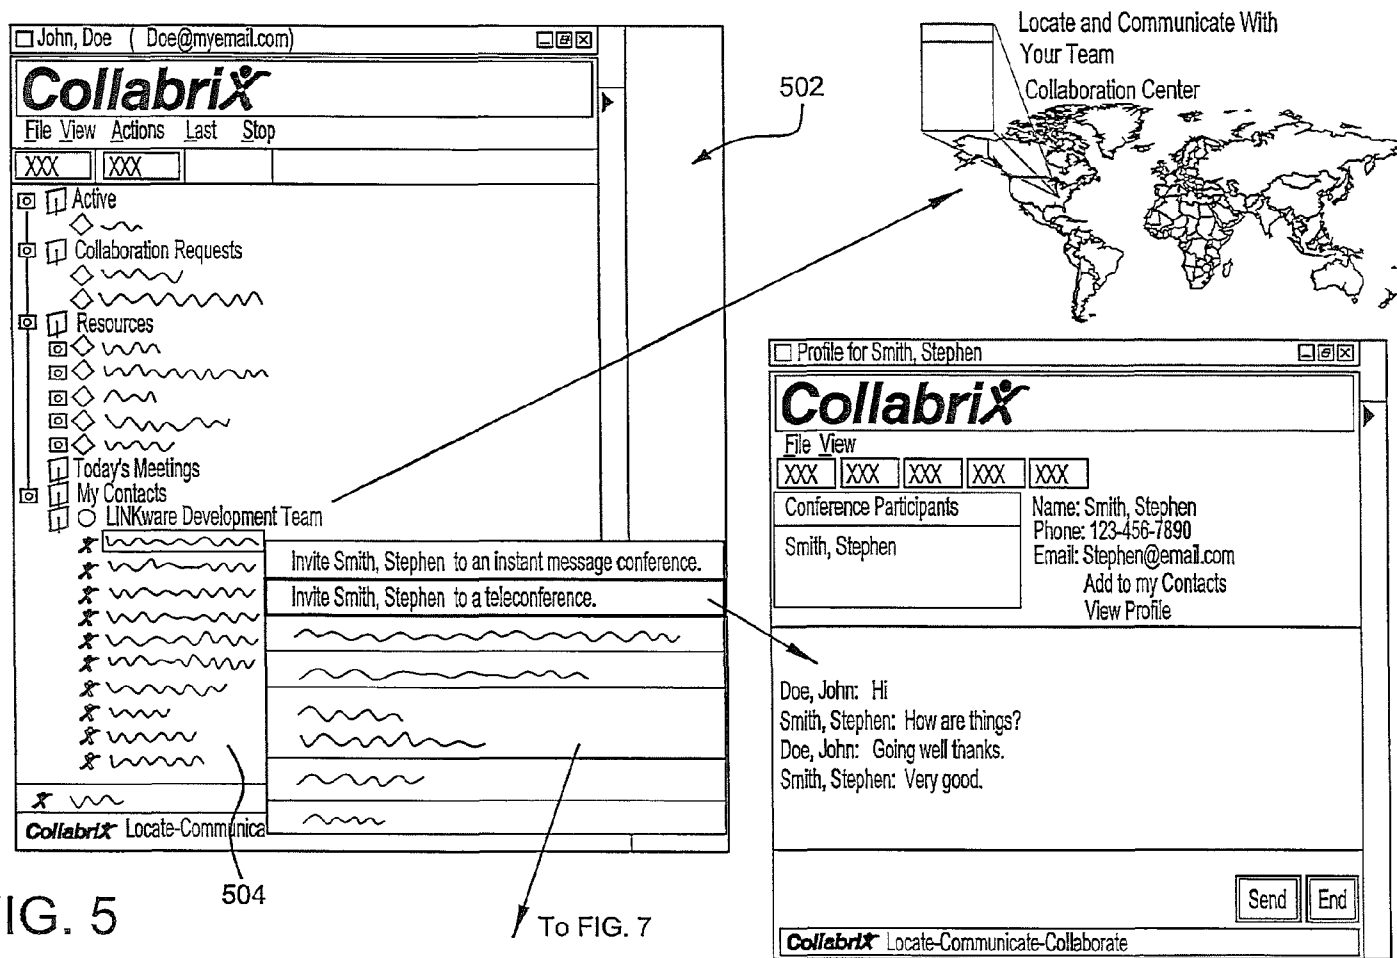 John, Doe ( Doe@myemail.com)
Collabrix
File View Actions Last Stop
XXX XXX
Active
Collaboration Requests
Resources
Today's Meetings
My Contacts
LINKware Development Team
Invite Smith, Stephen to an instant message conference.
Invite Smith, Stephen to a teleconference.
Collabrix Locate-Communica
504
IG. 5
To FIG. 7
502
Locate and Communicate With
Your Team
Collaboration Center
Profile for Smith, Stephen
Collabrix
File View
XXX XXX XXX XXX XXX
Conference Participants
Smith, Stephen
Name: Smith, Stephen
Phone: 123-456-7890
Email: Stephen@email.com
Add to my Contacts
View Profile
Doe, John: Hi
Smith, Stephen: How are things?
Doe, John: Going well thanks.
Smith, Stephen: Very good.
Send End
Collabrix Locate-Communicate-Collaborate